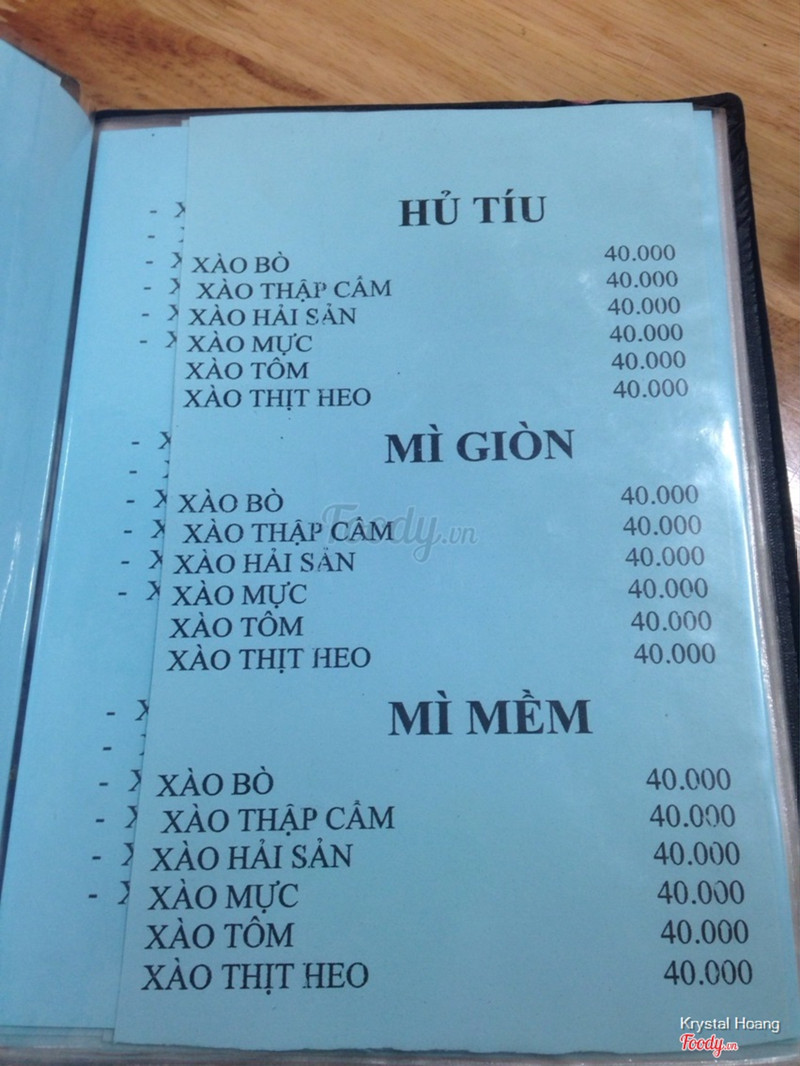 HỦ TÍU
XÀO BÒ 40.000
XÀO THẬP CẨM 40.000
XÀO HẢI SẢN 40.000
XÀO MỰC 40.000
XÀO TÔM 40.000
XÀO THỊT HEO 40.000
MÌ GIÒN
XÀO BÒ 40.000
XÀO THẬP CẨM 40.000
XÀO HẢI SẢN 40.000
XÀO MỰC 40.000
XÀO TÔM 40.000
XÀO THỊT HEO 40.000
Foody.vn
MÌ MỀM
XÀO BÒ 40.000
XÀO THẬP CẨM 40.000
XÀO HẢI SẢN 40.000
XÀO MỰC 40.000
XÀO TÔM 40.000
XÀO THỊT HEO 40.000
Krystal Hoang
Foody.vn